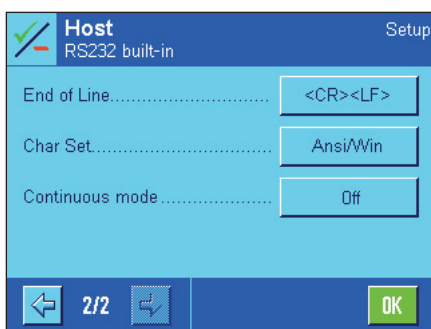 Host
Setup
RS232 built-in
End of Line............................ <CR><LF>
Char Set................................ Ansi/Win
Continuous mode................... Off
2/2
OK